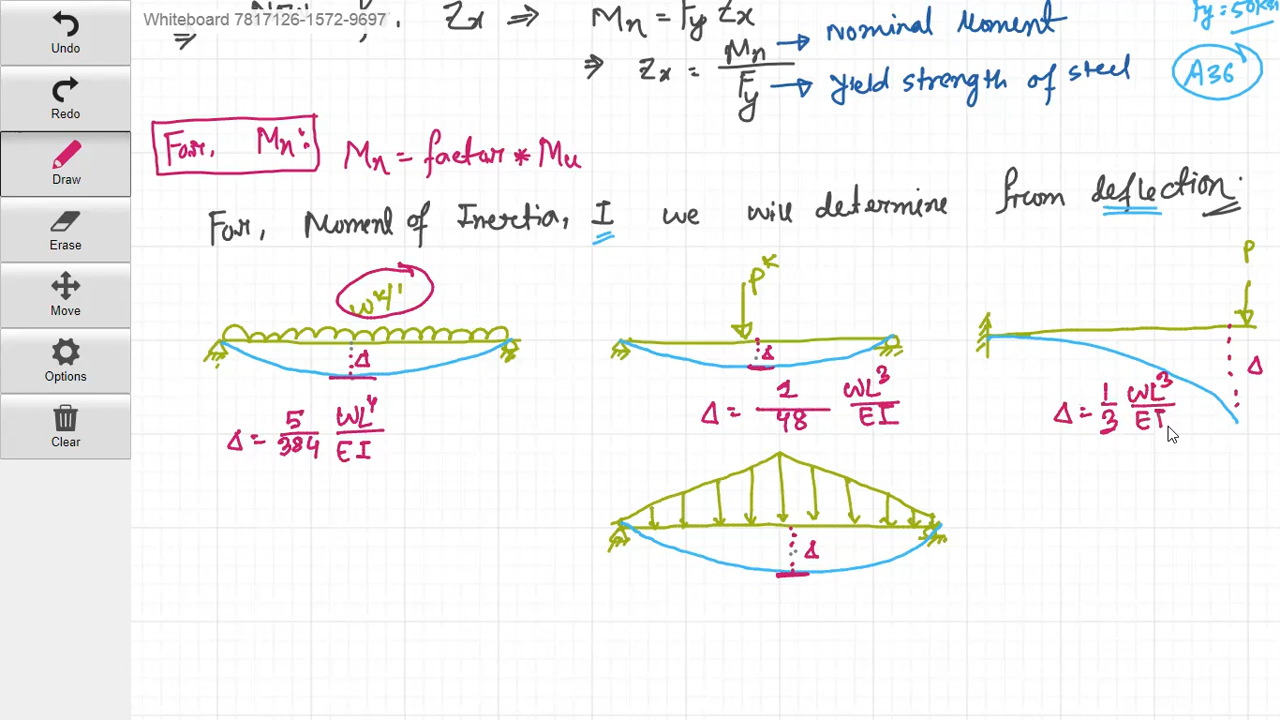 Whiteboard 7817126-1572-9697
Zx ⇒ Mn = Fy Zx
Fy = 50ksi
⇒ Zx = Mn / Fy
→ nominal Moment
→ yield strength of steel
A36
For, Mn: Mn = factor * Mu
For, Moment of Inertia, I we will determine from deflection.
w k/'
P k
P
Δ
Δ
Δ
Δ = 5/384 WL⁴/EI
Δ = 1/48 WL³/EI
Δ = 1/3 WL³/EI
Δ
Undo
Redo
Draw
Erase
Move
Options
Clear